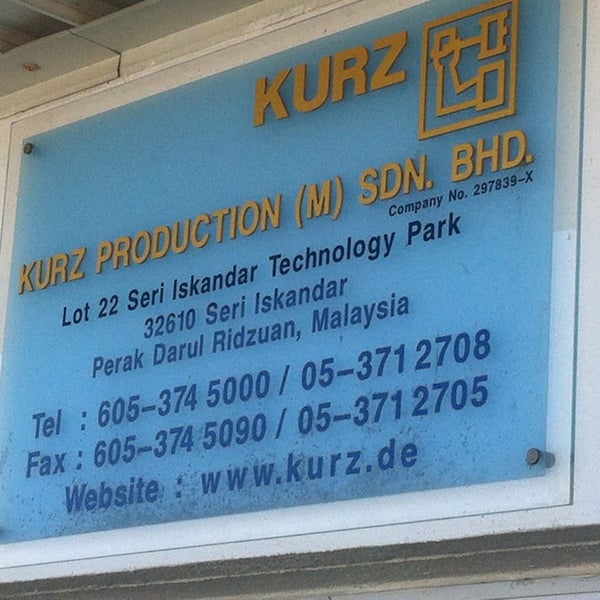 KURZ
KURZ PRODUCTION (M) SDN. BHD.
Company No. 297839-X
Lot 22 Seri Iskandar Technology Park
32610 Seri Iskandar
Perak Darul Ridzuan, Malaysia
Tel : 605-374 5000 / 05-371 2708
Fax : 605-374 5090 / 05-371 2705
Website : www.kurz.de